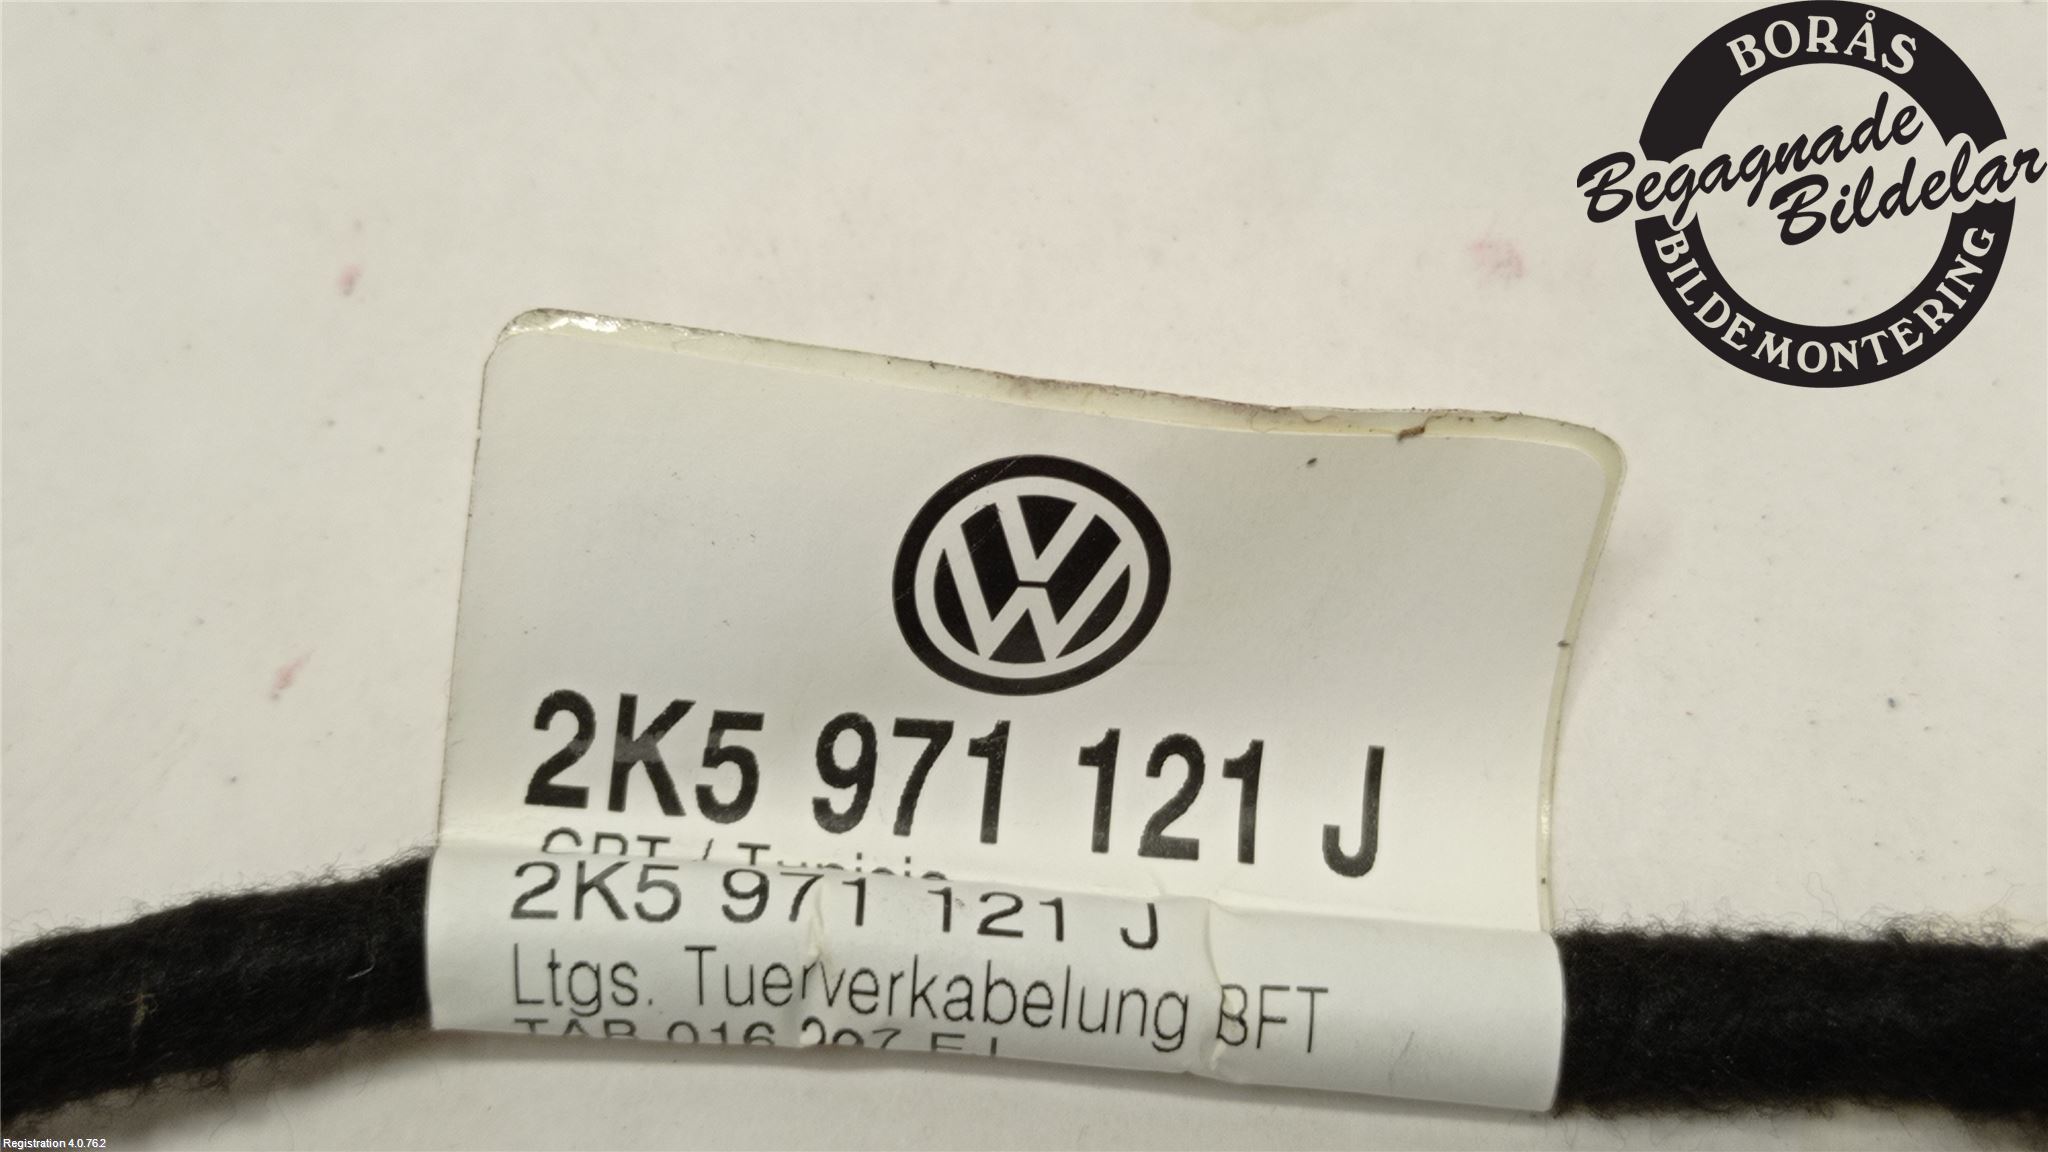 BORÅS
Begagnade
Bildelar
BILDEMONTERING
2K5 971 121 J
2K5 971 121 J
Ltgs. Tuerverkabelung BFT
Registration 4.0.76.2